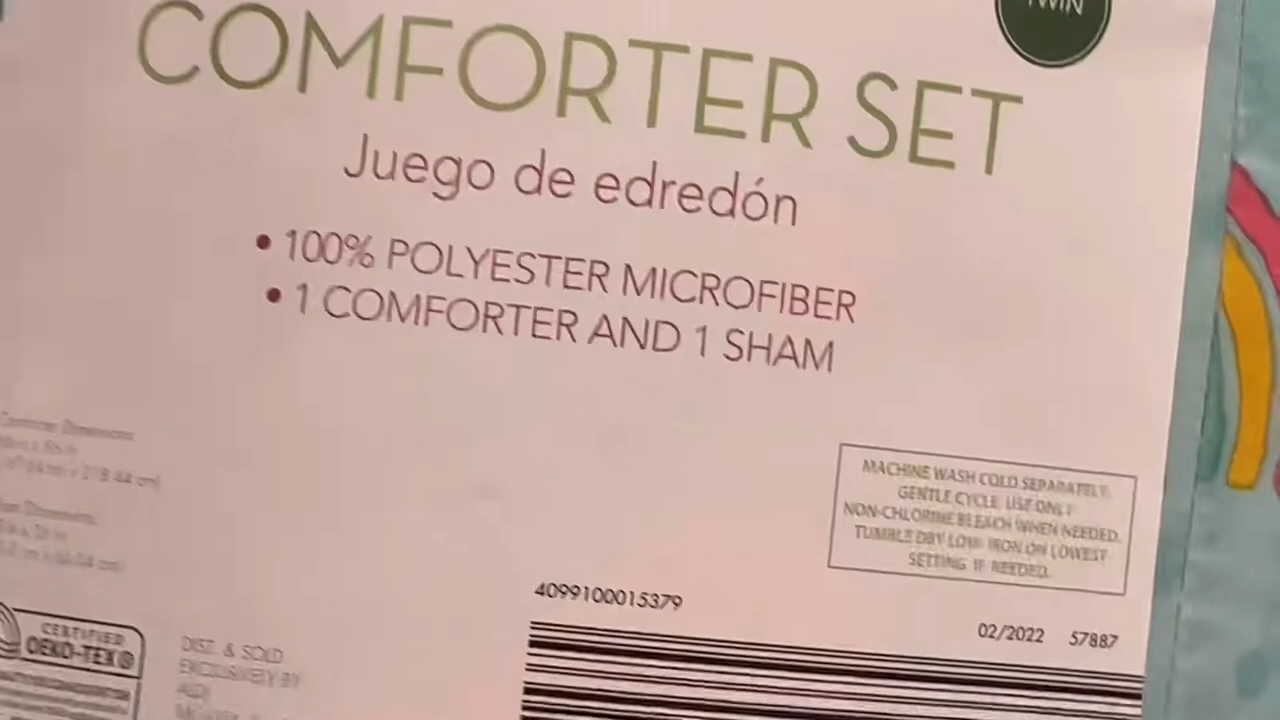 TWIN
COMFORTER SET
Juego de edredón
• 100% POLYESTER MICROFIBER
• 1 COMFORTER AND 1 SHAM
Comforter Dimensions
MACHINE WASH COLD SEPARATELY.
GENTLE CYCLE. USE ONLY
NON-CHLORINE BLEACH WHEN NEEDED.
TUMBLE DRY LOW. IRON ON LOWEST
SETTING IF NEEDED.
4099100015379
02/2022 57887
CERTIFIED
OEKO-TEX®
DIST. & SOLD
EXCLUSIVELY BY
ALDI